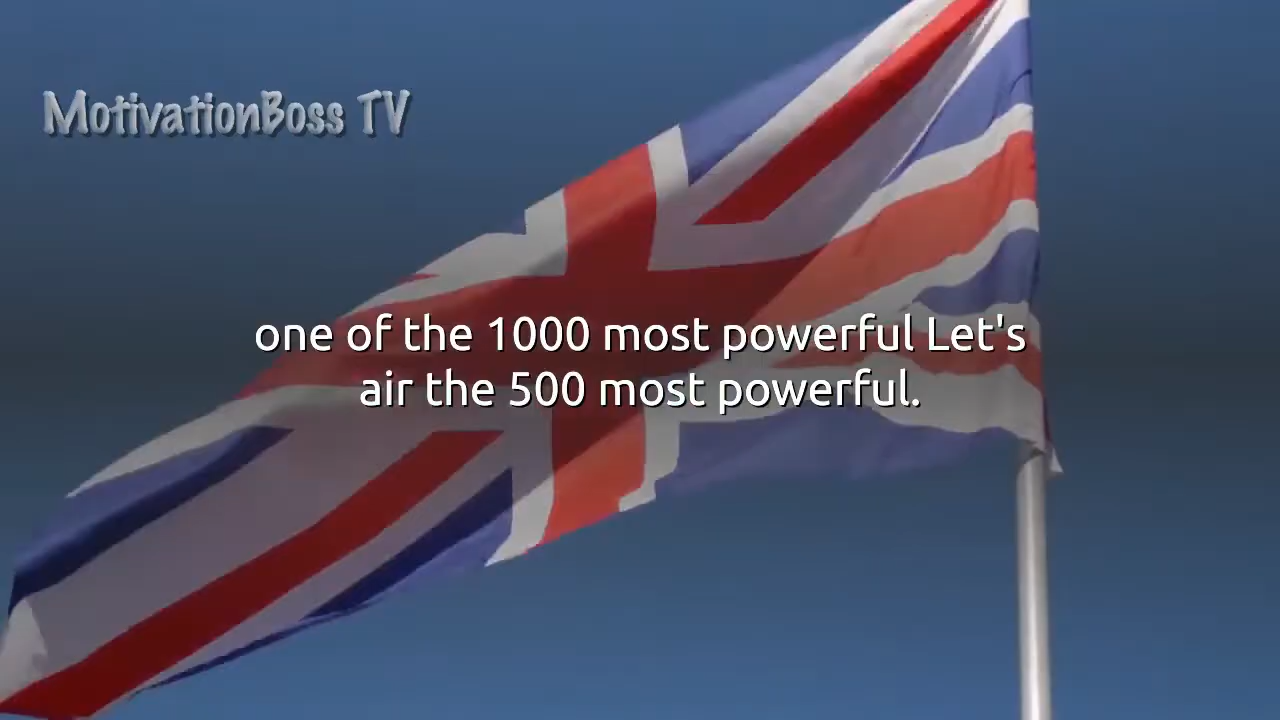 MotivationBoss TV
one of the 1000 most powerful Let's
air the 500 most powerful.